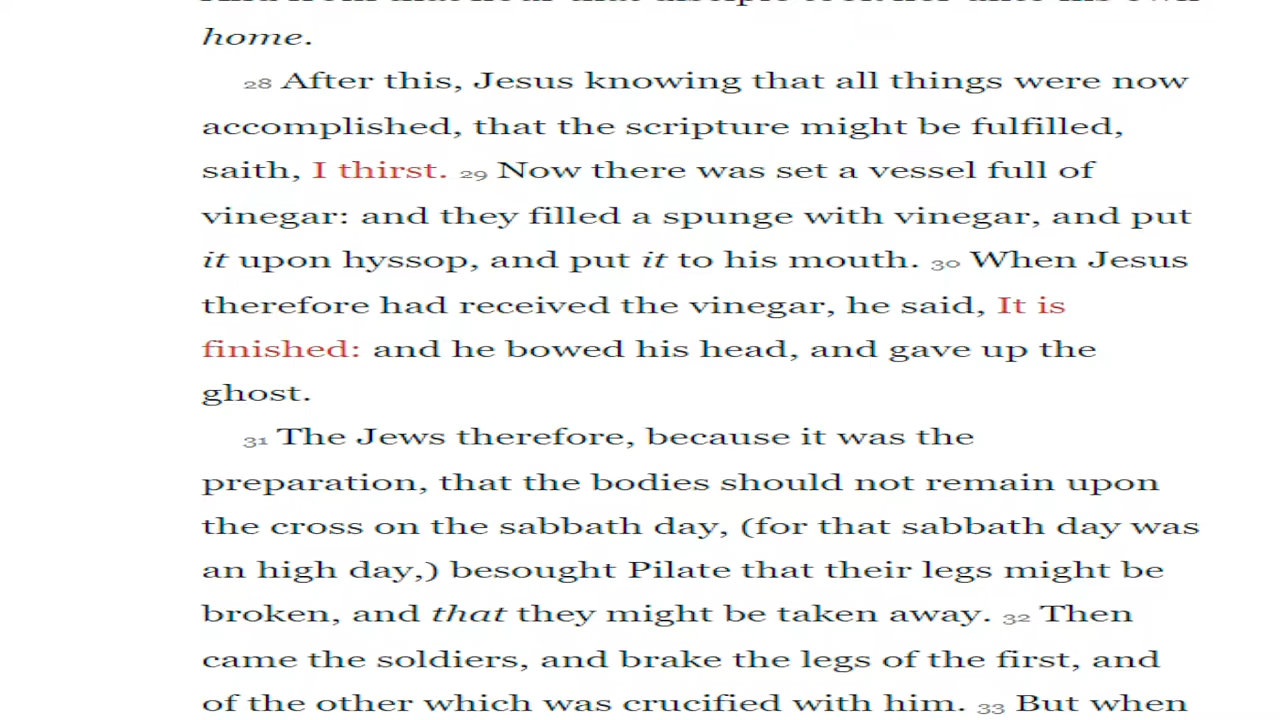 home.
28 After this, Jesus knowing that all things were now
accomplished, that the scripture might be fulfilled,
saith, I thirst. 29 Now there was set a vessel full of
vinegar: and they filled a spunge with vinegar, and put
it upon hyssop, and put it to his mouth. 30 When Jesus
therefore had received the vinegar, he said, It is
finished: and he bowed his head, and gave up the
ghost.
31 The Jews therefore, because it was the
preparation, that the bodies should not remain upon
the cross on the sabbath day, (for that sabbath day was
an high day,) besought Pilate that their legs might be
broken, and that they might be taken away. 32 Then
came the soldiers, and brake the legs of the first, and
of the other which was crucified with him. 33 But when